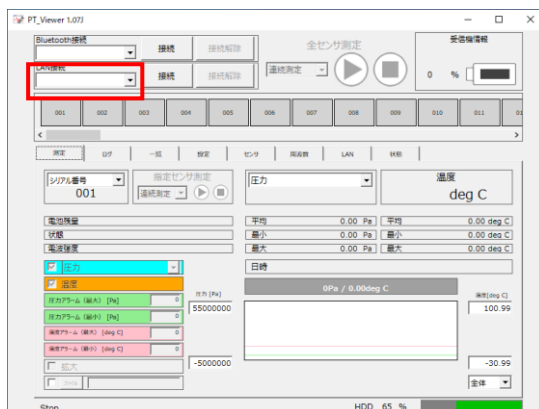 PT_Viewer 1.07J
Bluetooth接続
接続 接続解除
LAN接続
接続 接続解除
全センサ測定
連続測定
受信機情報
0 %
001 002 003 004 005 006 007 008 009 010 011 01
測定 ログ 一覧 設定 センサ 周波数 LAN 状態
シリアル番号
001
指定センサ測定
連続測定
圧力
温度
deg C
電池残量
状態
電波強度
平均 0.00 Pa 平均 0.00 deg C
最小 0.00 Pa 最小 0.00 deg C
最大 0.00 Pa 最大 0.00 deg C
圧力
温度
圧力アラーム (最大) [Pa] 0
圧力アラーム (最小) [Pa] 0
温度アラーム (最大) [deg C] 0
温度アラーム (最小) [deg C] 0
拡大
日時
0Pa / 0.00deg C
圧力 [Pa]
55000000
-5000000
温度[deg C]
100.99
-30.99
全体
Stop
HDD 65 %